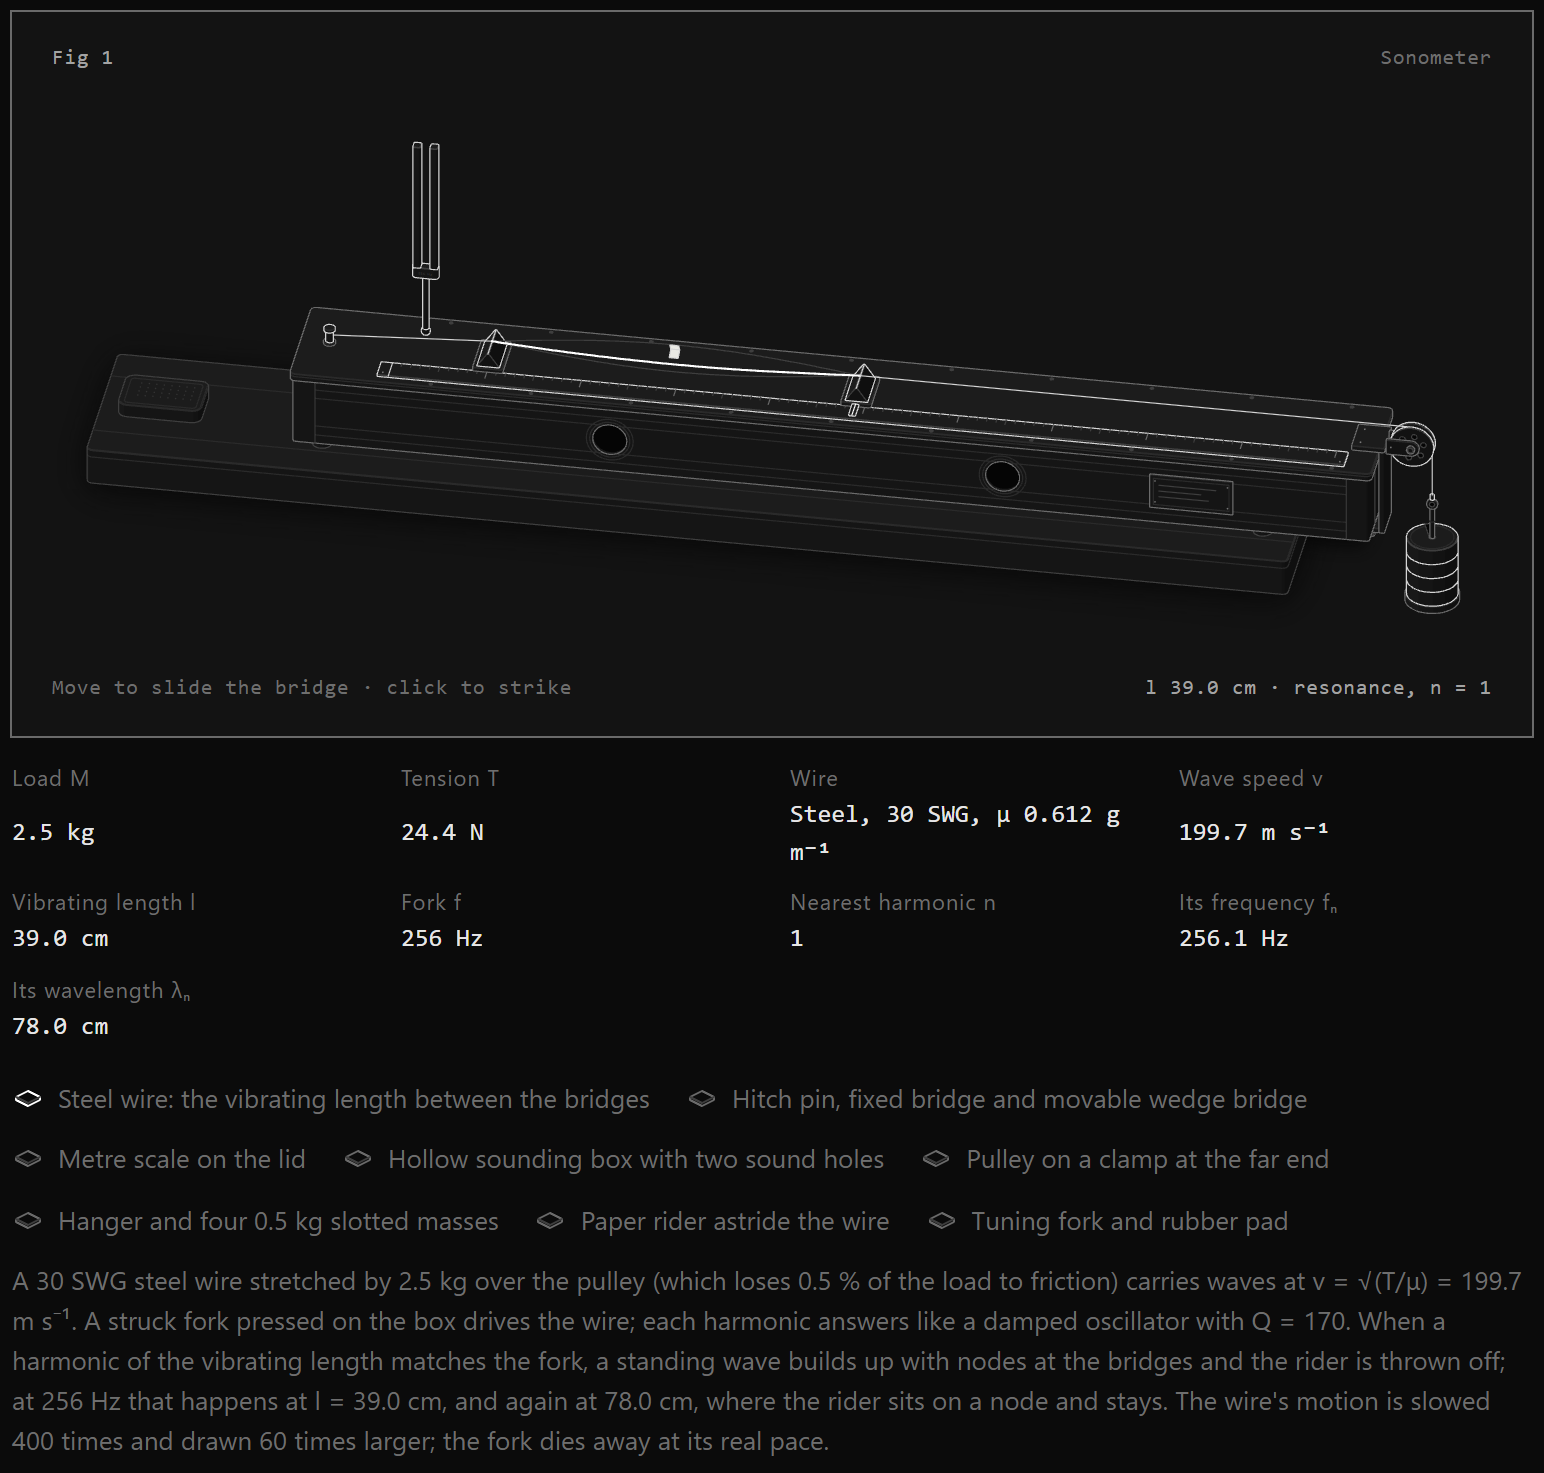 Fig 1
Sonometer
Move to slide the bridge · click to strike
l 39.0 cm · resonance, n = 1
Load M
Tension T
Wire
Wave speed v
2.5 kg
24.4 N
Steel, 30 SWG, μ 0.612 g
m⁻¹
199.7 m s⁻¹
Vibrating length l
Fork f
Nearest harmonic n
Its frequency fₙ
39.0 cm
256 Hz
1
256.1 Hz
Its wavelength λₙ
78.0 cm
Steel wire: the vibrating length between the bridges
Hitch pin, fixed bridge and movable wedge bridge
Metre scale on the lid
Hollow sounding box with two sound holes
Pulley on a clamp at the far end
Hanger and four 0.5 kg slotted masses
Paper rider astride the wire
Tuning fork and rubber pad
A 30 SWG steel wire stretched by 2.5 kg over the pulley (which loses 0.5 % of the load to friction) carries waves at v = √(T/μ) = 199.7
m s⁻¹. A struck fork pressed on the box drives the wire; each harmonic answers like a damped oscillator with Q = 170. When a
harmonic of the vibrating length matches the fork, a standing wave builds up with nodes at the bridges and the rider is thrown off;
at 256 Hz that happens at l = 39.0 cm, and again at 78.0 cm, where the rider sits on a node and stays. The wire's motion is slowed
400 times and drawn 60 times larger; the fork dies away at its real pace.